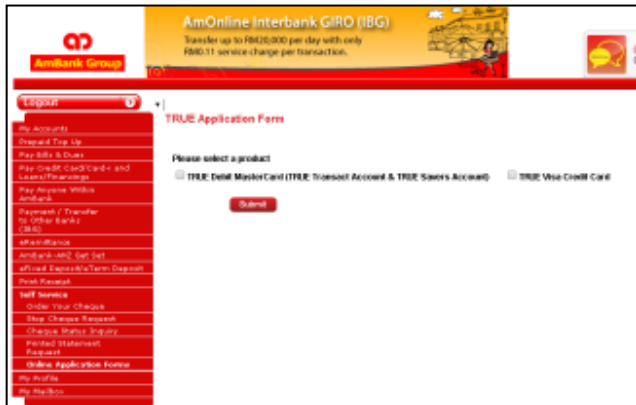 AmOnline Interbank GIRO (IBG)
Transfer up to RM20,000 per day with only
RM0.11 service charge per transaction.
AmBank Group
Logout
TRUE Application Form
My Accounts
Prepaid Top Up
Pay Bills & Dues
Pay Credit Card/Card-i and
Loans/Financings
Pay Anyone Within
AmBank
Payment / Transfer
to Other Banks
(IBG)
eRemittance
AmBank-ANZ Get Set
eFixed Deposit/eTerm Deposit
Print Receipt
Self Service
Order Your Cheque
Stop Cheque Request
Cheque Status Inquiry
Printed Statement
Request
Online Application Forms
My Profile
My Mailbox
Please select a product
TRUE Debit MasterCard (TRUE Transact Account & TRUE Savers Account)
TRUE Visa Credit Card
Submit